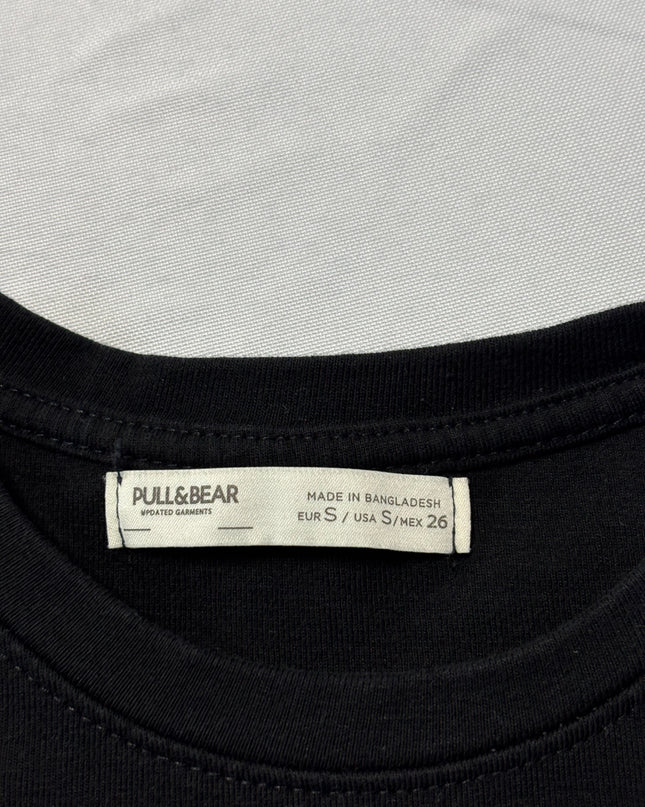 PULL&BEAR
UPDATED GARMENTS
MADE IN BANGLADESH
EUR S / USA S/MEX 26